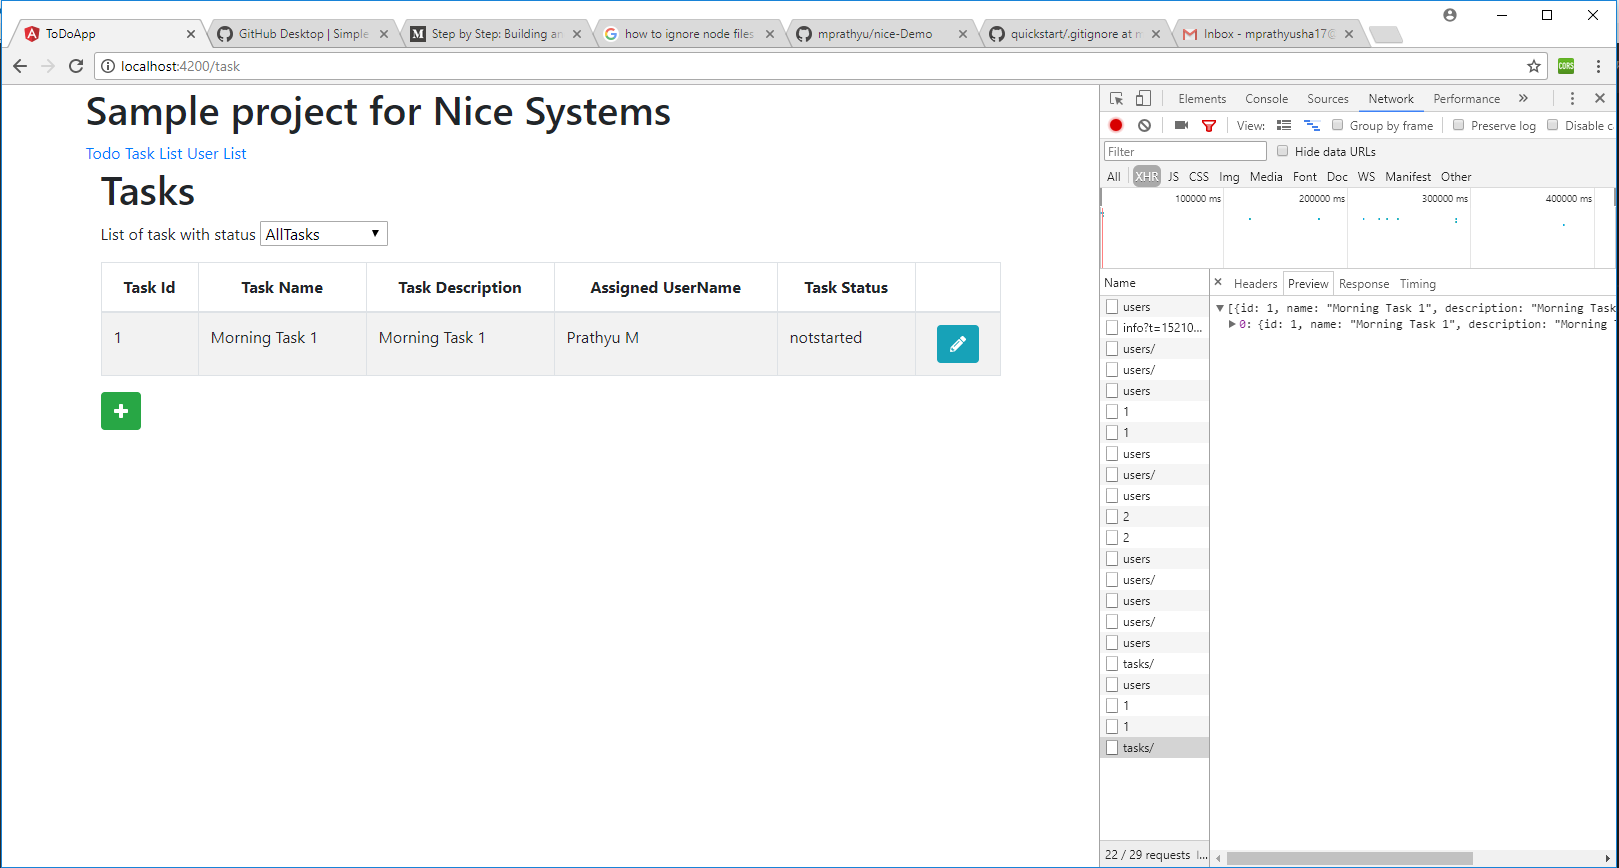 ToDoApp
GitHub Desktop | Simple
Step by Step: Building an
how to ignore node files
mprathyu/nice-Demo
quickstart/.gitignore at m
Inbox - mprathyusha17@
localhost:4200/task
CORS
Sample project for Nice Systems
Todo Task List User List
Tasks
List of task with status AllTasks
Task Id Task Name Task Description Assigned UserName Task Status
1 Morning Task 1 Morning Task 1 Prathyu M notstarted
Elements Console Sources Network Performance »
View: Group by frame Preserve log Disable c
Filter Hide data URLs
All XHR JS CSS Img Media Font Doc WS Manifest Other
100000 ms 200000 ms 300000 ms 400000 ms
Name
users
info?t=15210...
users/
users/
users
1
1
users
users/
users
2
2
users
users/
users
users/
users
tasks/
users
1
1
tasks/
22 / 29 requests |...
Headers Preview Response Timing
[{id: 1, name: "Morning Task 1", description: "Morning Task
0: {id: 1, name: "Morning Task 1", description: "Morning